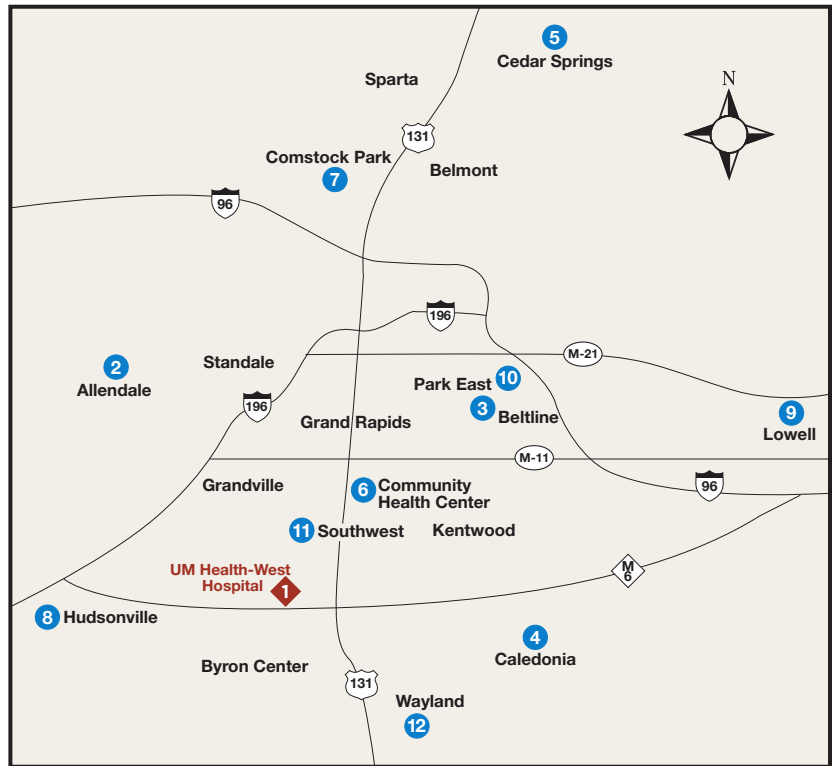 5
Cedar Springs
Sparta
N
131
Comstock Park
7
Belmont
96
196
M-21
2
Allendale
Standale
Park East 10
3 Beltline
196
Grand Rapids
9
Lowell
M-11
Grandville
6 Community
Health Center
96
11 Southwest
Kentwood
UM Health-West
Hospital
1
M
6
8 Hudsonville
4
Caledonia
Byron Center
131
Wayland
12